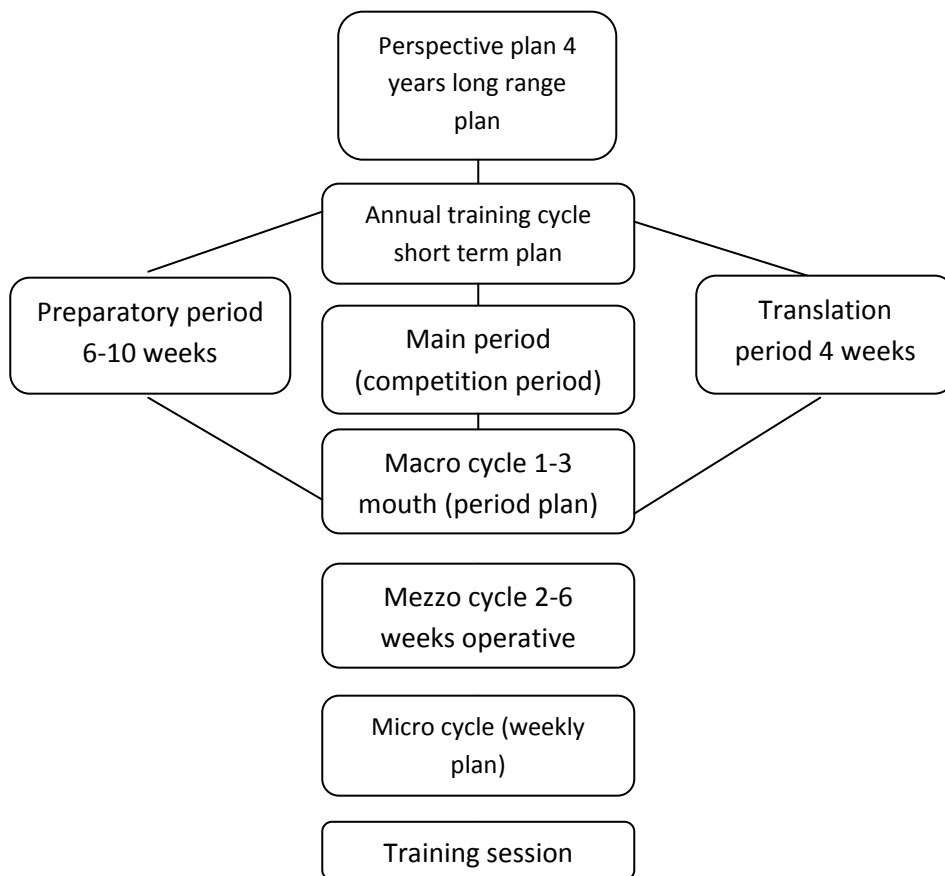 Perspective plan 4
years long range
plan
Annual training cycle
short term plan
Preparatory period
6-10 weeks
Main period
(competition period)
Translation
period 4 weeks
Macro cycle 1-3
mouth (period plan)
Mezzo cycle 2-6
weeks operative
Micro cycle (weekly
plan)
Training session